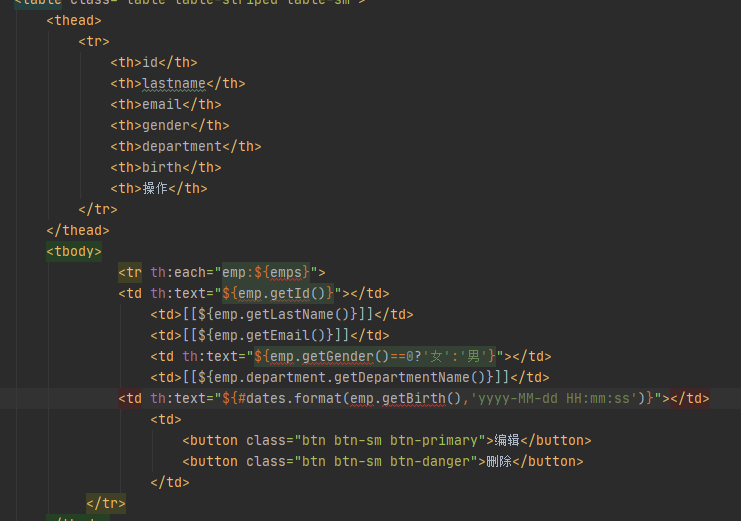 <table class="table table-striped table-sm">
<thead>
<tr>
<th>id</th>
<th>lastname</th>
<th>email</th>
<th>gender</th>
<th>department</th>
<th>birth</th>
<th>操作</th>
</tr>
</thead>
<tbody>
<tr th:each="emp:${emps}">
<td th:text="${emp.getId()}"></td>
<td>[[${emp.getLastName()}]]</td>
<td>[[${emp.getEmail()}]]</td>
<td th:text="${emp.getGender()==0?'女':'男'}"></td>
<td>[[${emp.department.getDepartmentName()}]]</td>
<td th:text="${#dates.format(emp.getBirth(),'yyyy-MM-dd HH:mm:ss')}"></td>
<td>
<button class="btn btn-sm btn-primary">编辑</button>
<button class="btn btn-sm btn-danger">删除</button>
</td>
</tr>